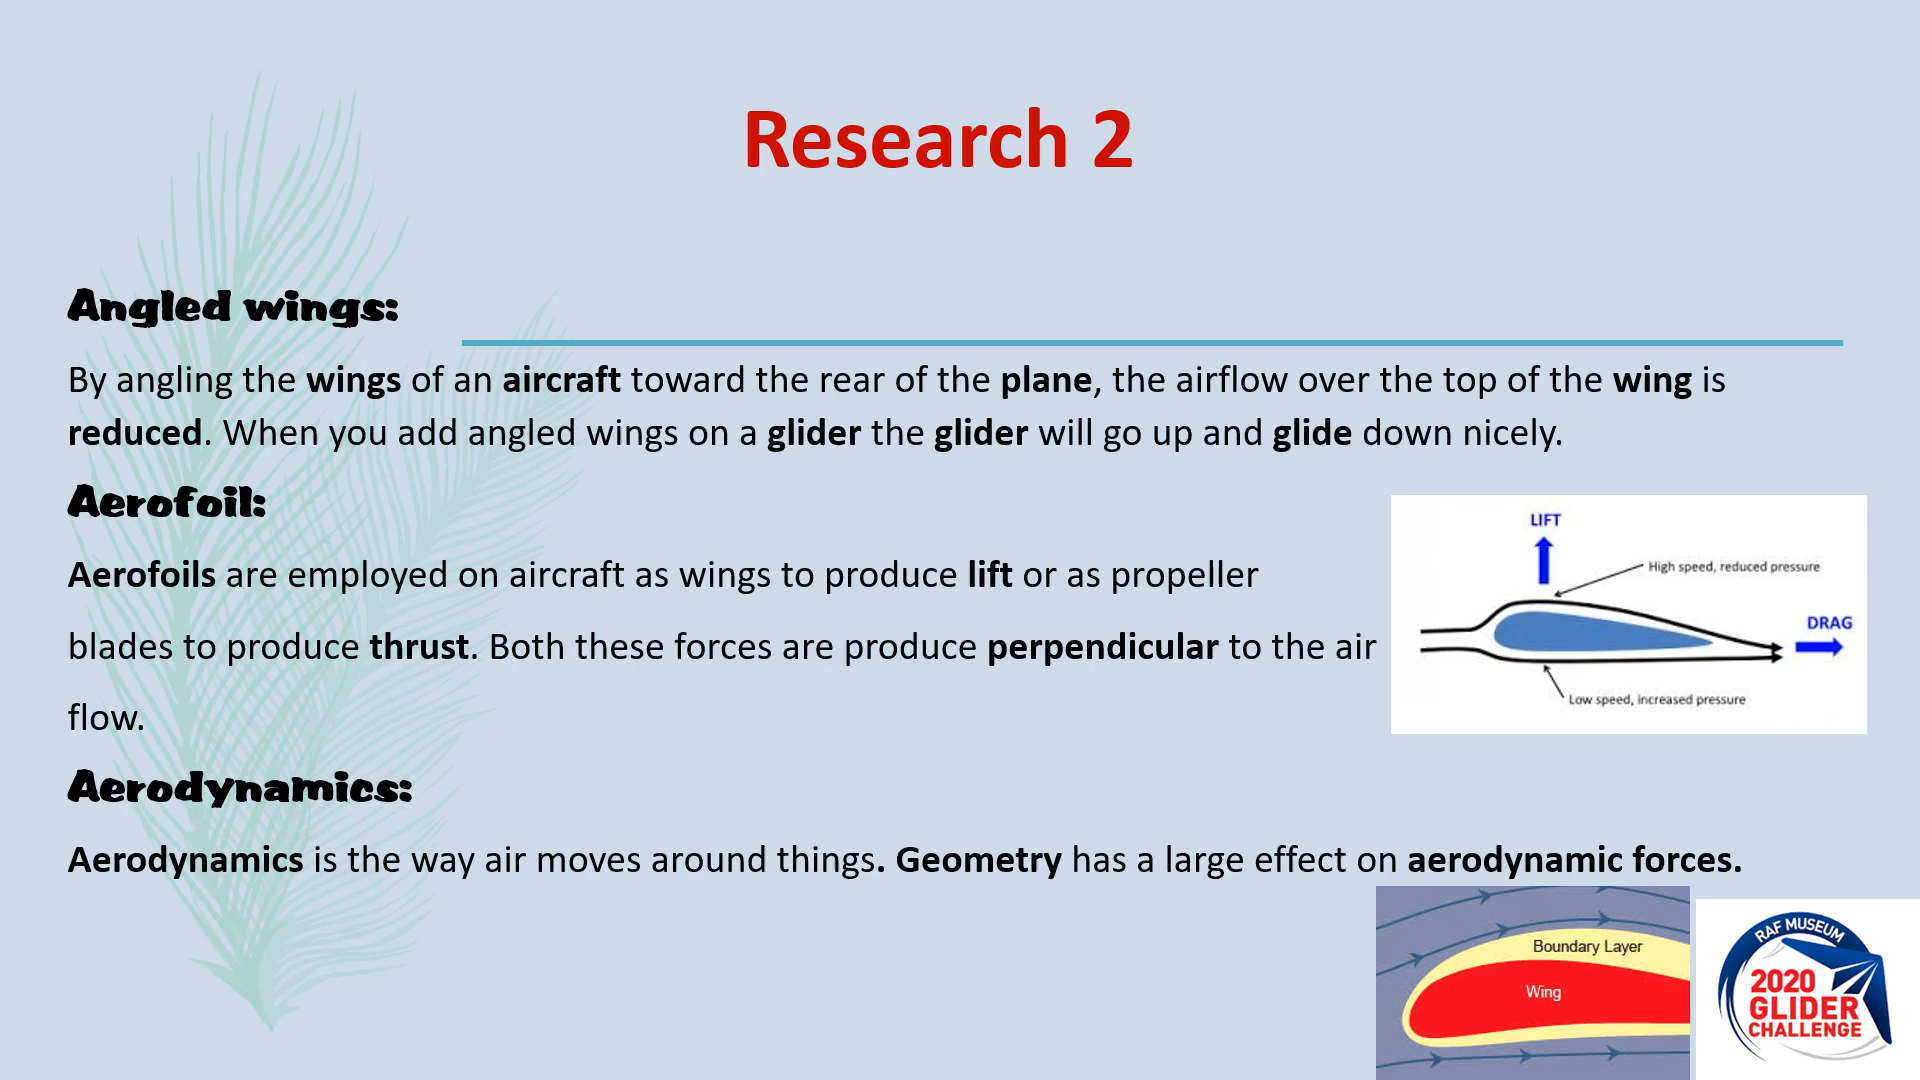 Research 2
Angled wings:
By angling the wings of an aircraft toward the rear of the plane, the airflow over the top of the wing is
reduced. When you add angled wings on a glider the glider will go up and glide down nicely.
Aerofoil:
Aerofoils are employed on aircraft as wings to produce lift or as propeller
blades to produce thrust. Both these forces are produce perpendicular to the air
flow.
LIFT
High speed, reduced pressure
DRAG
Low speed, increased pressure
Aerodynamics:
Aerodynamics is the way air moves around things. Geometry has a large effect on aerodynamic forces.
Boundary Layer
Wing
RAF MUSEUM
2020
GLIDER
CHALLENGE